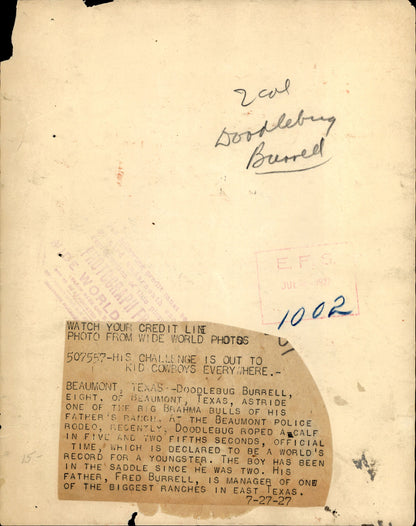 2 col
Doodlebug
Burrell
E.F.S.
WIDE WORLD
1002
WATCH YOUR CREDIT LINE
PHOTO FROM WIDE WORLD PHOTOS
507557-HIS CHALLENGE IS OUT TO
KID COWBOYS EVERYWHERE.-
BEAUMONT, TEXAS--DOODLEBUG BURRELL,
EIGHT, OF BEAUMONT, TEXAS, ASTRIDE
ONE OF THE BIG BRAHMA BULLS OF HIS
FATHER'S RANCH. AT THE BEAUMONT POLICE
RODEO, RECENTLY, DOODLEBUG ROPED A CALF
IN FIVE AND TWO FIFTHS SECONDS, OFFICIAL
TIME, WHICH IS DECLARED TO BE A WORLD'S
RECORD FOR A YOUNGSTER. THE BOY HAS BEEN
IN THE SADDLE SINCE HE WAS TWO. HIS
FATHER, FRED BURRELL, IS MANAGER OF ONE
OF THE BIGGEST RANCHES IN EAST TEXAS.
7-27-27